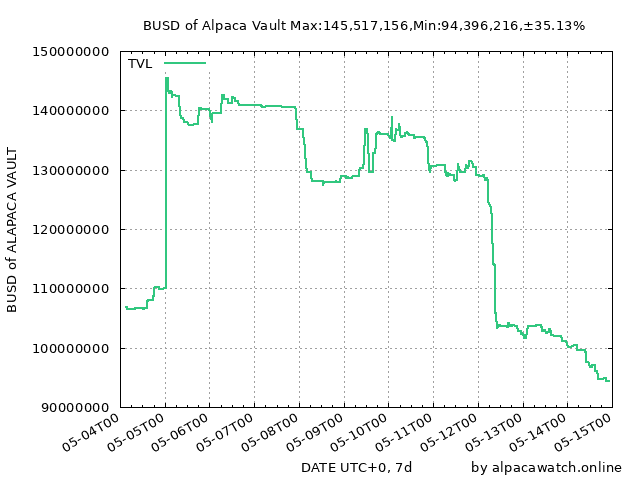 BUSD of Alpaca Vault Max:145,517,156,Min:94,396,216,±35.13%
TVL
150000000
140000000
130000000
120000000
110000000
100000000
90000000
BUSD of ALAPACA VAULT
05-04T00
05-05T00
05-06T00
05-07T00
05-08T00
05-09T00
05-10T00
05-11T00
05-12T00
05-13T00
05-14T00
05-15T00
DATE UTC+0, 7d
by alpacawatch.online